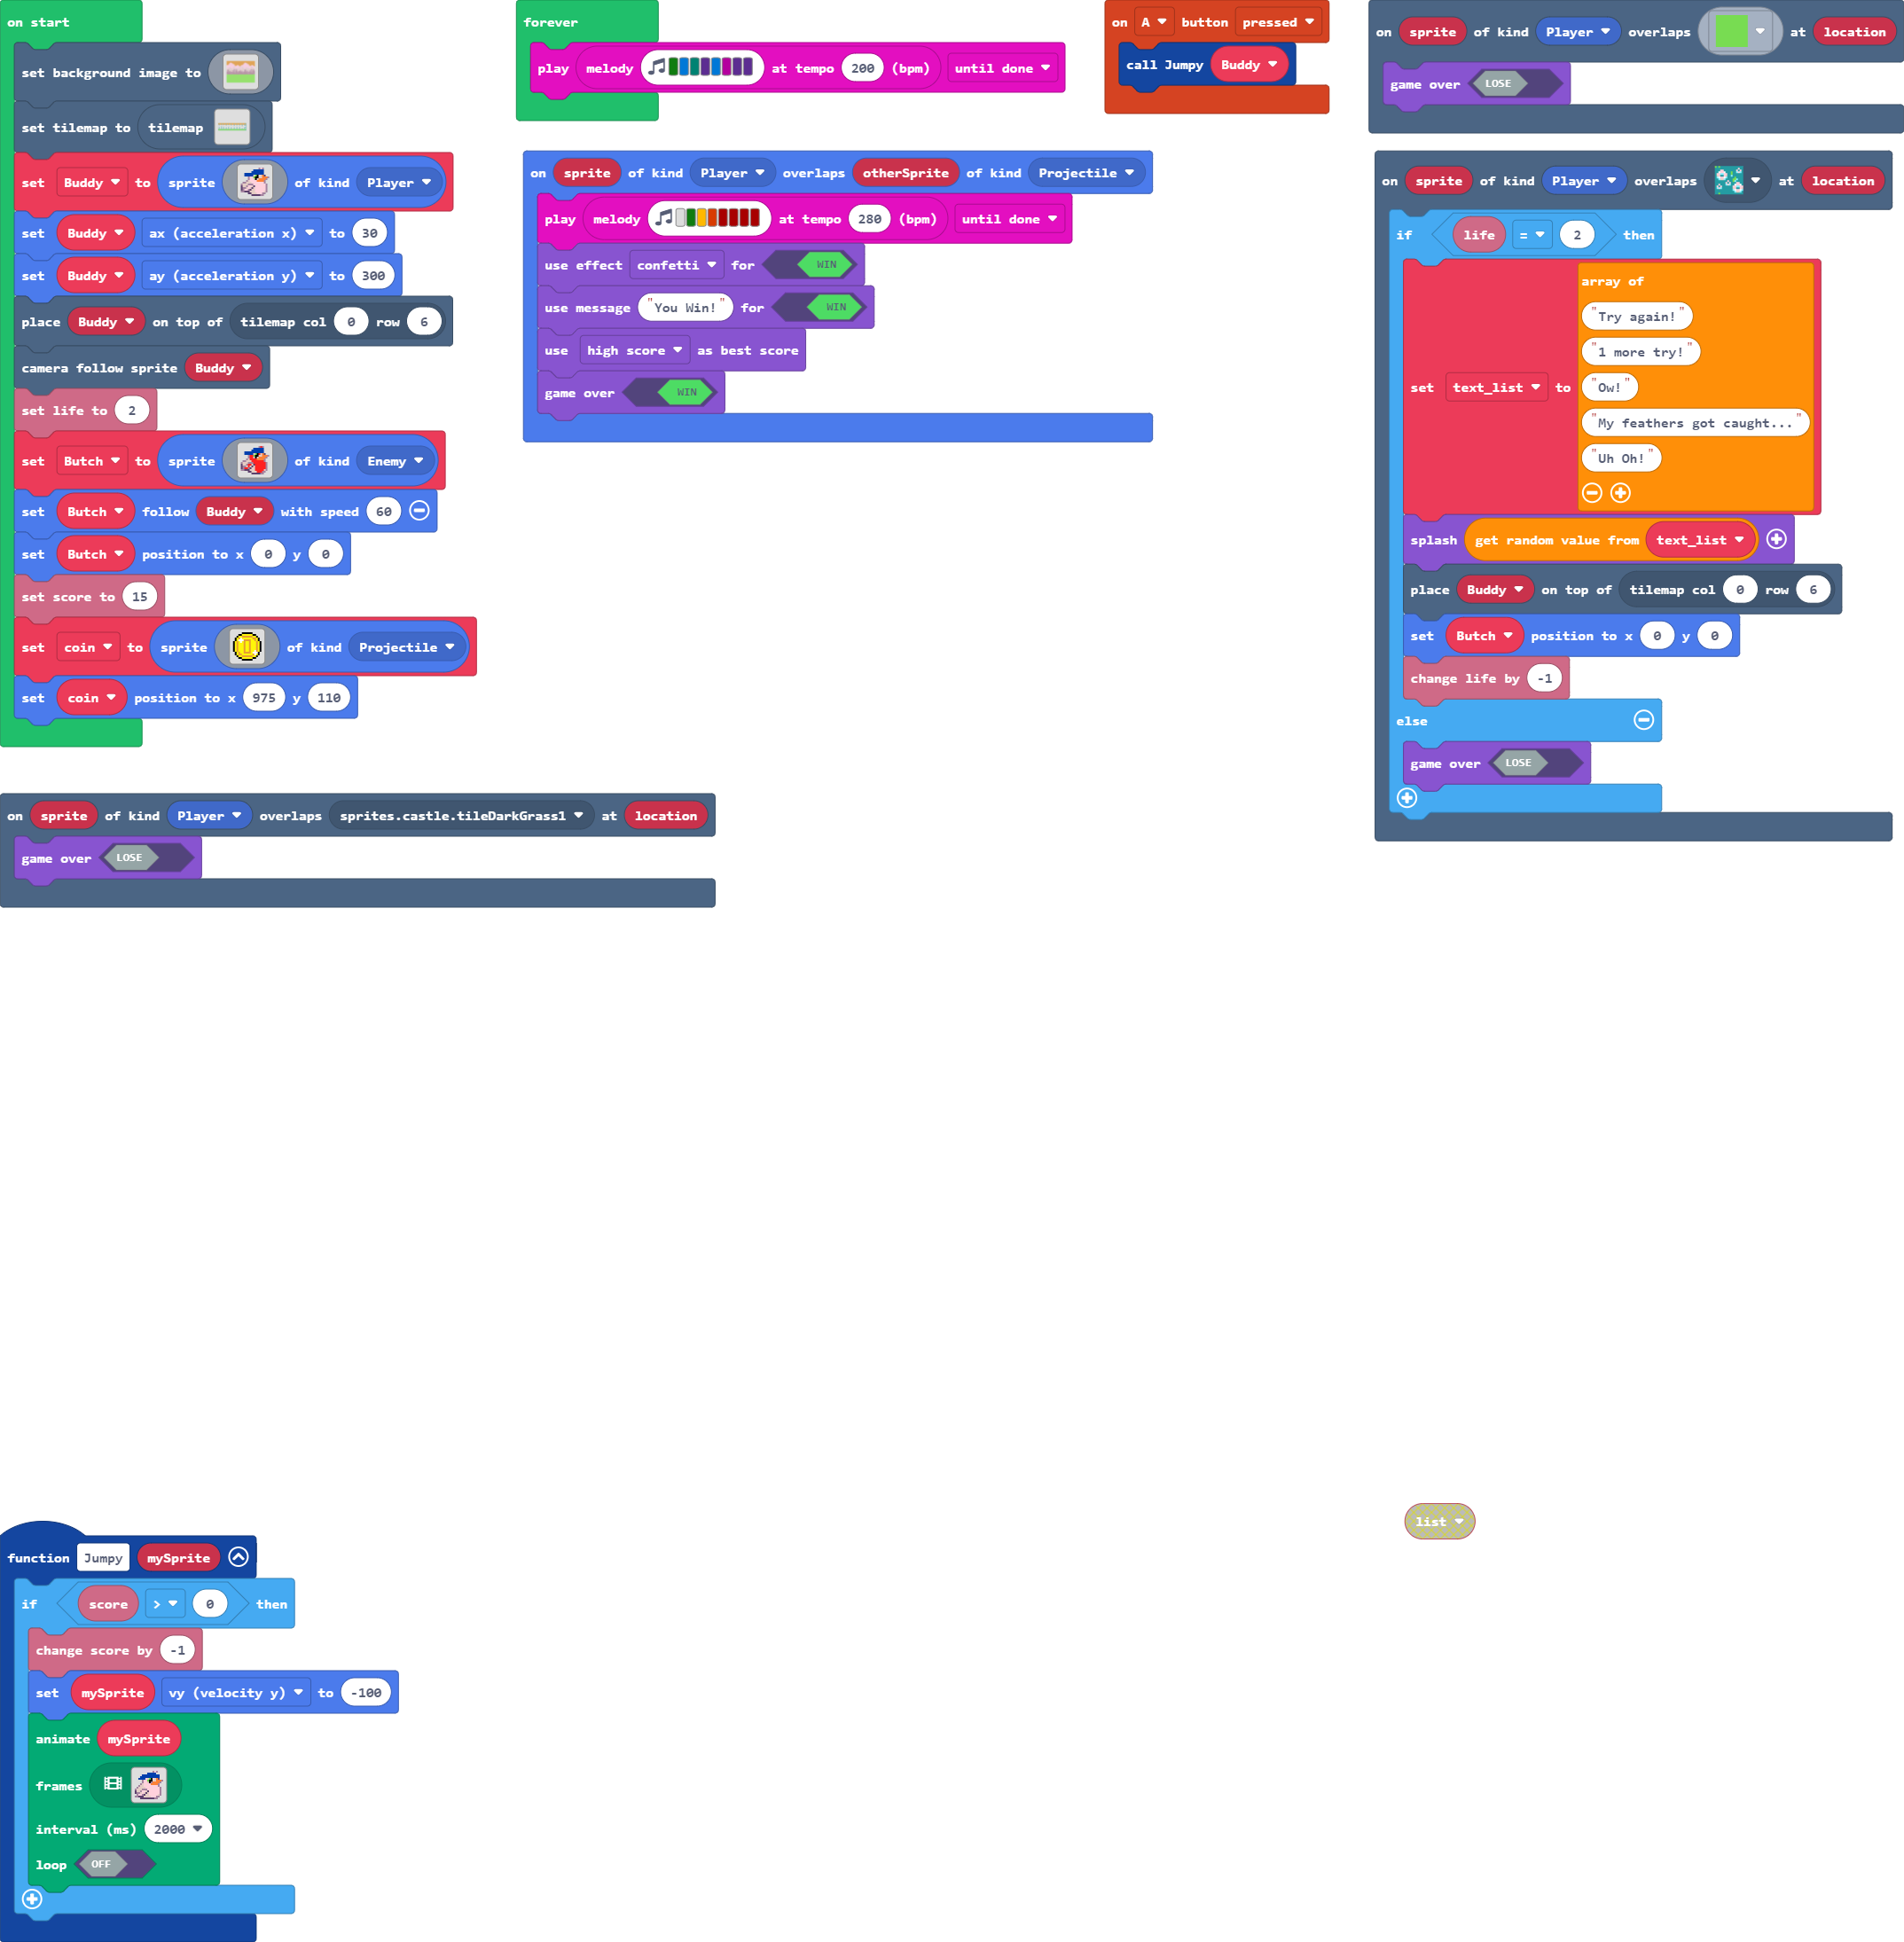 on start
set background image to
set tilemap to tilemap
set Buddy to sprite of kind Player
set Buddy ax (acceleration x) to 30
set Buddy ay (acceleration y) to 300
place Buddy on top of tilemap col 0 row 6
camera follow sprite Buddy
set life to 2
set Butch to sprite of kind Enemy
set Butch follow Buddy with speed 60
set Butch position to x 0 y 0
set score to 15
set coin to sprite of kind Projectile
set coin position to x 975 y 110
on sprite of kind Player overlaps sprites.castle.tileDarkGrass1 at location
game over LOSE
forever
play melody at tempo 200 (bpm) until done
on sprite of kind Player overlaps otherSprite of kind Projectile
play melody at tempo 280 (bpm) until done
use effect confetti for WIN
use message "You Win!" for WIN
use high score as best score
game over WIN
on A button pressed
call Jumpy Buddy
on sprite of kind Player overlaps at location
game over LOSE
on sprite of kind Player overlaps at location
if life = 2 then
set text_list to array of
"Try again!"
"1 more try!"
"Ow!"
"My feathers got caught..."
"Uh Oh!"
splash get random value from text_list
place Buddy on top of tilemap col 0 row 6
set Butch position to x 0 y 0
change life by -1
else
game over LOSE
list
function Jumpy mySprite
if score > 0 then
change score by -1
set mySprite vy (velocity y) to -100
animate mySprite
frames
interval (ms) 2000
loop OFF